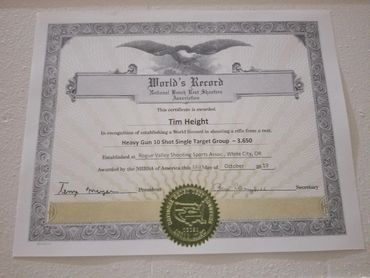 World's Record
National Bench Rest Shooters
Association
This certificate is awarded
Tim Height
In recognition of establishing a World Record in shooting a rifle from a rest.
Heavy Gun 10 Shot Single Target Group – 3.650
Established at Rogue Valley Shooting Sports Assoc., White City, OR
Awarded by the NBRSA of America this day of October
President
Secretary